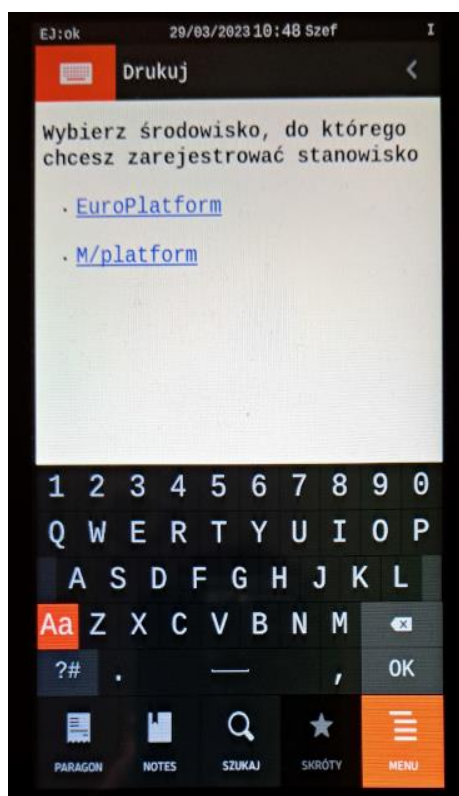 EJ:ok 29/03/2023 10:48 Szef I
Drukuj
Wybierz środowisko, do którego
chcesz zarejestrować stanowisko
· EuroPlatform
· M/platform
1 2 3 4 5 6 7 8 9 0
Q W E R T Y U I O P
A S D F G H J K L
Aa Z X C V B N M
?# . , OK
PARAGON NOTES SZUKAJ SKRÓTY MENU